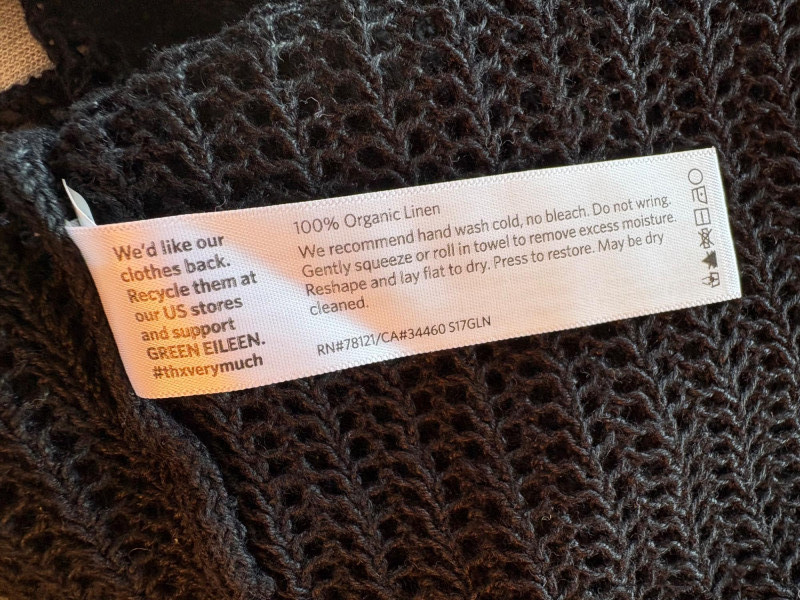 We'd like our
clothes back.
Recycle them at
our US stores
and support
GREEN EILEEN.
#thxverymuch
100% Organic Linen
We recommend hand wash cold, no bleach. Do not wring.
Gently squeeze or roll in towel to remove excess moisture.
Reshape and lay flat to dry. Press to restore. May be dry
cleaned.
RN#78121/CA#34460 S17GLN